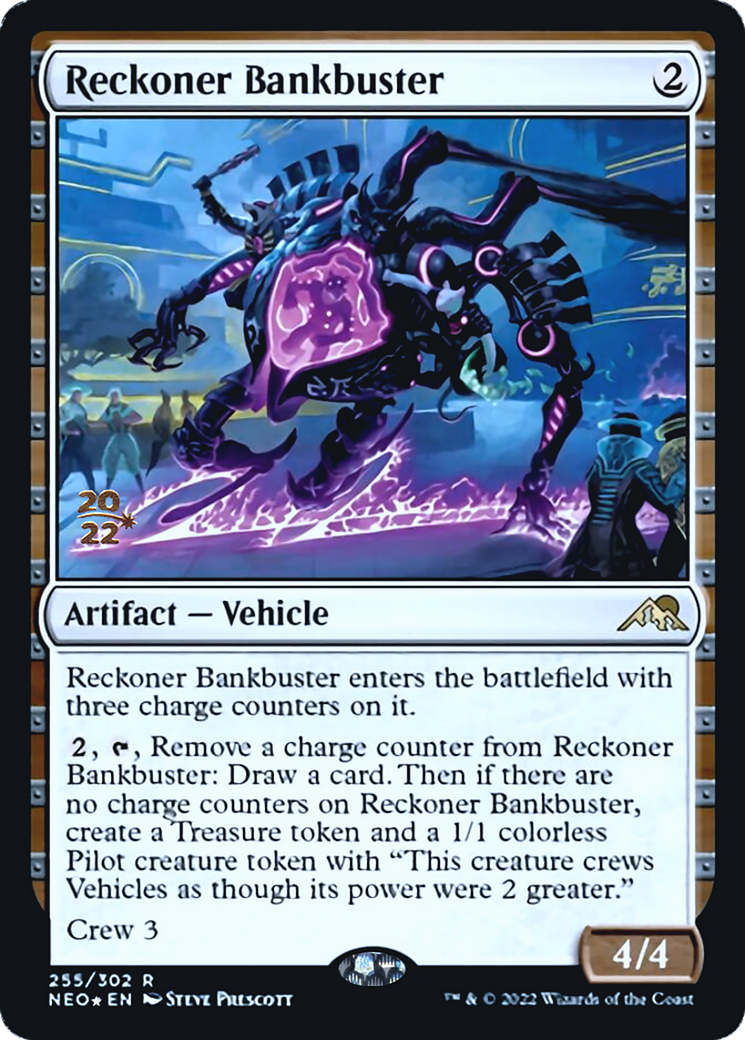 Reckoner Bankbuster 2
20
22
Artifact — Vehicle
Reckoner Bankbuster enters the battlefield with
three charge counters on it.
2, , Remove a charge counter from Reckoner
Bankbuster: Draw a card. Then if there are
no charge counters on Reckoner Bankbuster,
create a Treasure token and a 1/1 colorless
Pilot creature token with “This creature crews
Vehicles as though its power were 2 greater.”
Crew 3
4/4
255/302 R
NEO★EN Steve Prescott
™ & © 2022 Wizards of the Coast